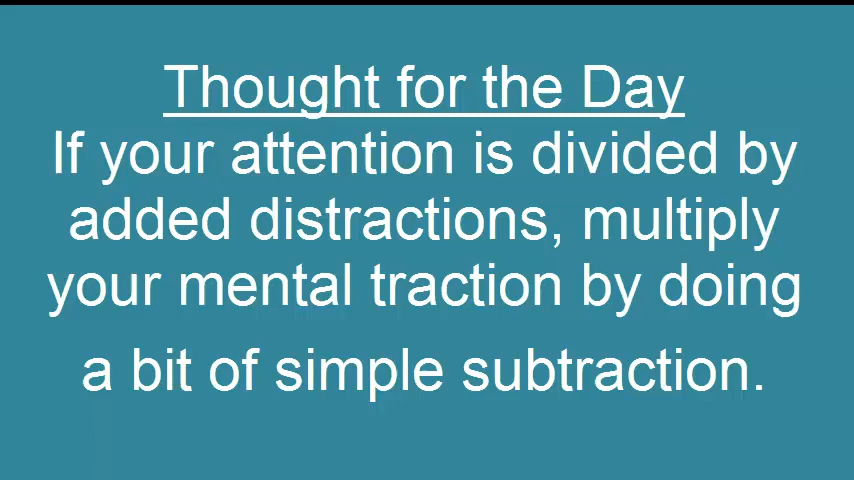 Thought for the Day
If your attention is divided by
added distractions, multiply
your mental traction by doing
a bit of simple subtraction.